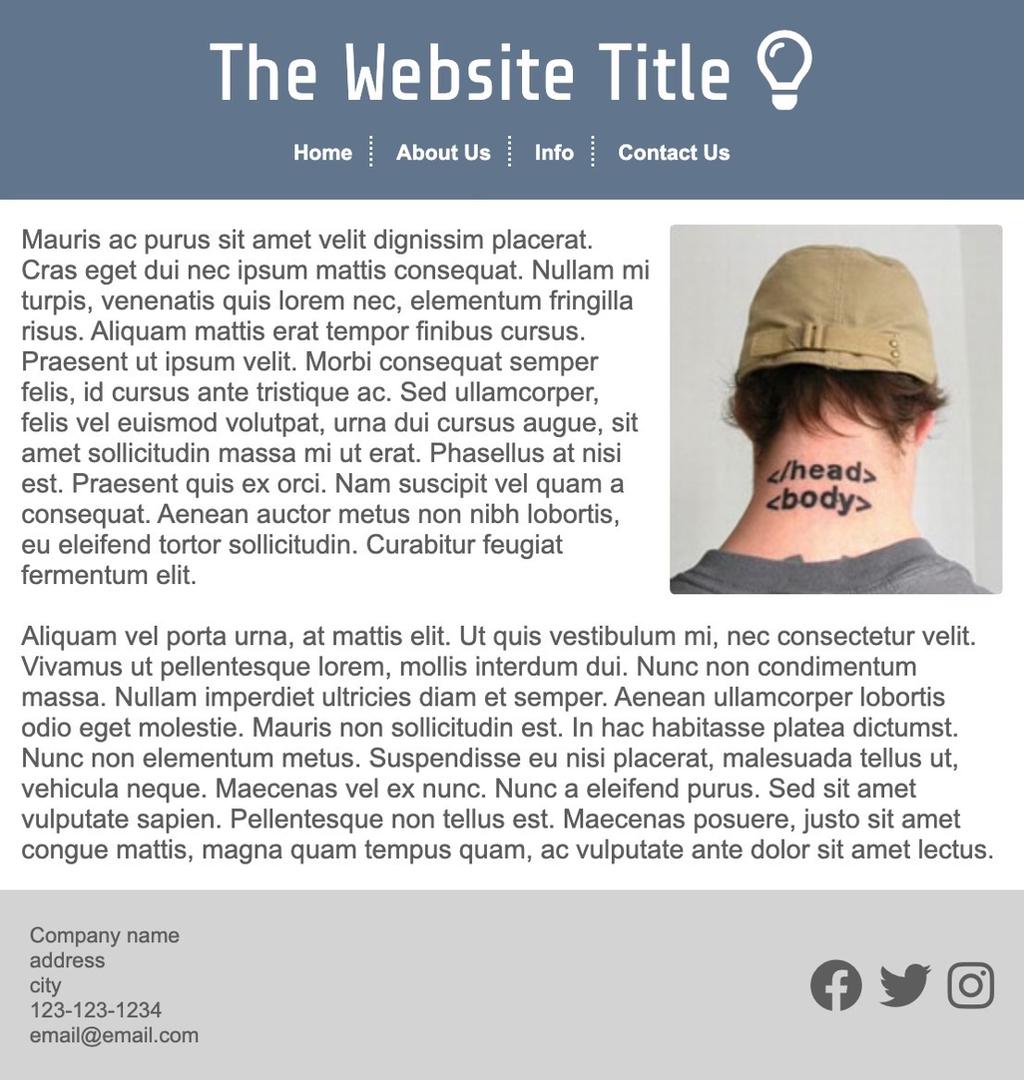 The Website Title
Home About Us Info Contact Us
Mauris ac purus sit amet velit dignissim placerat.
Cras eget dui nec ipsum mattis consequat. Nullam mi
turpis, venenatis quis lorem nec, elementum fringilla
risus. Aliquam mattis erat tempor finibus cursus.
Praesent ut ipsum velit. Morbi consequat semper
felis, id cursus ante tristique ac. Sed ullamcorper,
felis vel euismod volutpat, urna dui cursus augue, sit
amet sollicitudin massa mi ut erat. Phasellus at nisi
est. Praesent quis ex orci. Nam suscipit vel quam a
consequat. Aenean auctor metus non nibh lobortis,
eu eleifend tortor sollicitudin. Curabitur feugiat
fermentum elit.
</head>
<body>
Aliquam vel porta urna, at mattis elit. Ut quis vestibulum mi, nec consectetur velit.
Vivamus ut pellentesque lorem, mollis interdum dui. Nunc non condimentum
massa. Nullam imperdiet ultricies diam et semper. Aenean ullamcorper lobortis
odio eget molestie. Mauris non sollicitudin est. In hac habitasse platea dictumst.
Nunc non elementum metus. Suspendisse eu nisi placerat, malesuada tellus ut,
vehicula neque. Maecenas vel ex nunc. Nunc a eleifend purus. Sed sit amet
vulputate sapien. Pellentesque non tellus est. Maecenas posuere, justo sit amet
congue mattis, magna quam tempus quam, ac vulputate ante dolor sit amet lectus.
Company name
address
city
123-123-1234
email@email.com